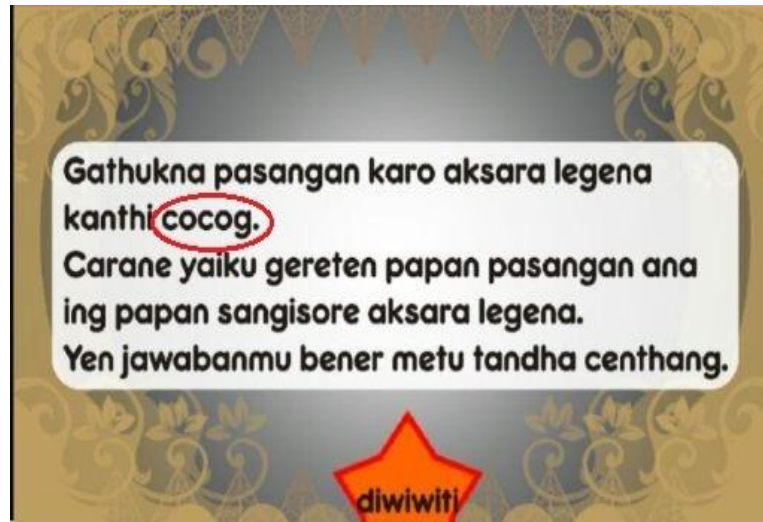 Gathukna pasangan karo aksara legena
kanthi cocog.
Carane yaiku gereten papan pasangan ana
ing papan sangisore aksara legena.
Yen jawabanmu bener metu tandha centhang.
diwiwiti